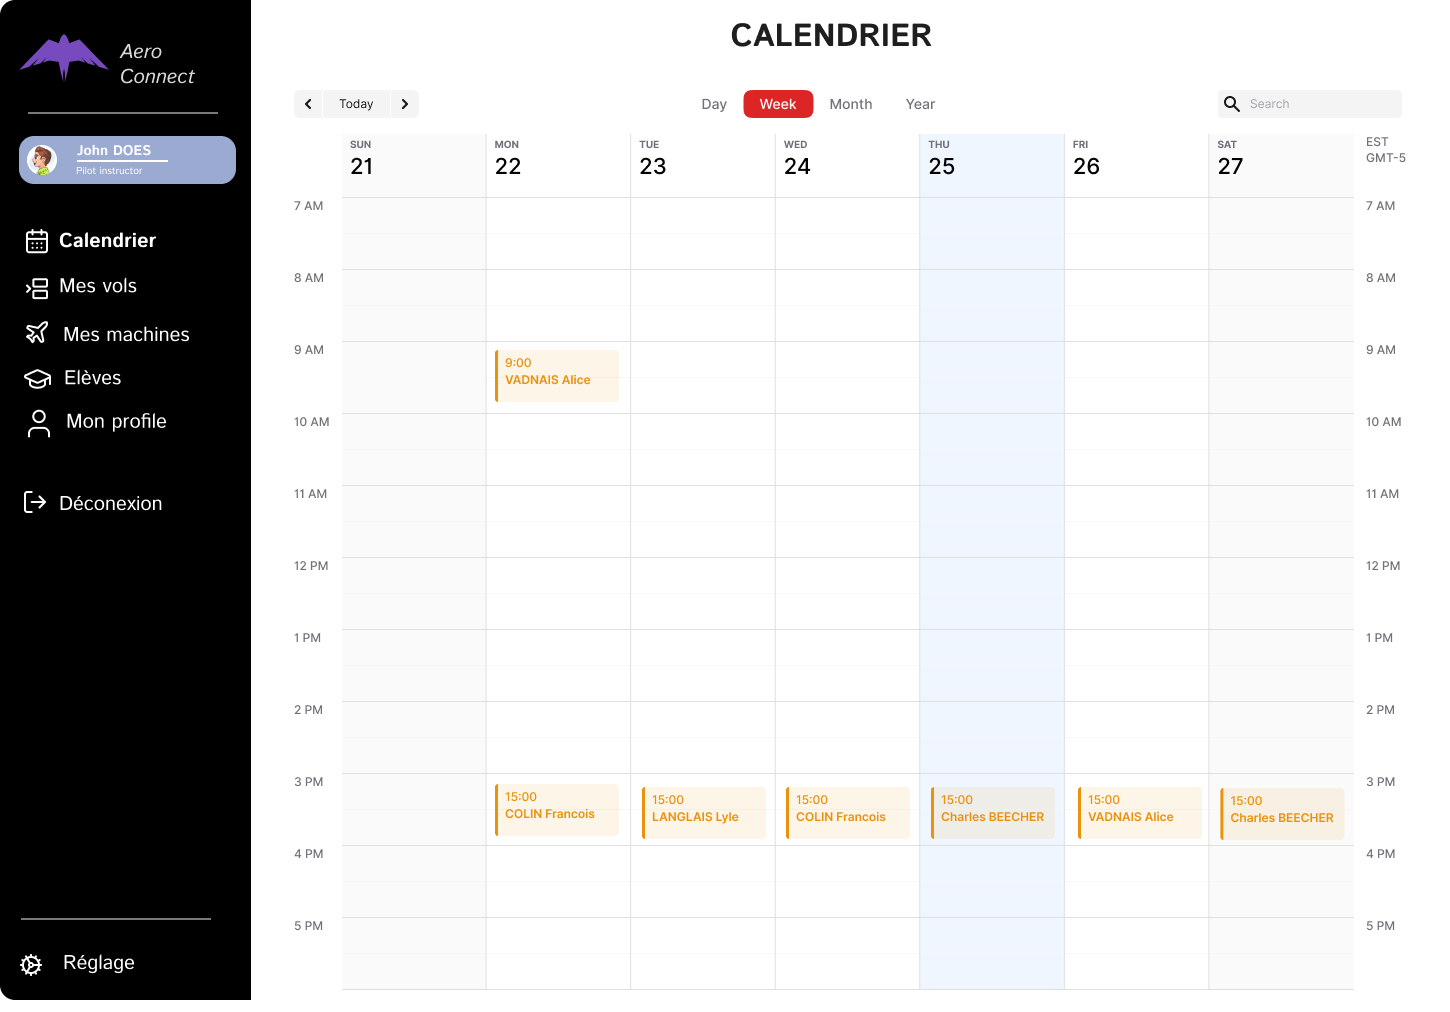 Aero
Connect
John DOES
Pilot instructor
Calendrier
Mes vols
Mes machines
Elèves
Mon profile
Déconexion
Réglage
CALENDRIER
Today
Day Week Month Year
Search
SUN MON TUE WED THU FRI SAT
21 22 23 24 25 26 27
EST
GMT-5
7 AM 7 AM
8 AM 8 AM
9 AM 9 AM
9:00
VADNAIS Alice
10 AM 10 AM
11 AM 11 AM
12 PM 12 PM
1 PM 1 PM
2 PM 2 PM
3 PM 3 PM
15:00 15:00 15:00 15:00 15:00 15:00
COLIN Francois LANGLAIS Lyle COLIN Francois Charles BEECHER VADNAIS Alice Charles BEECHER
4 PM 4 PM
5 PM 5 PM